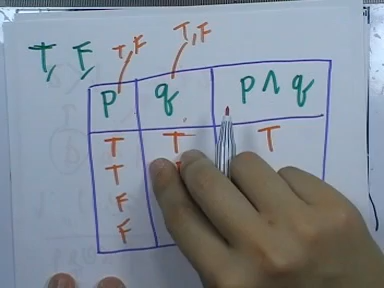 T, F T,F T,F
p q p ∧ q
T T T
T
F
F